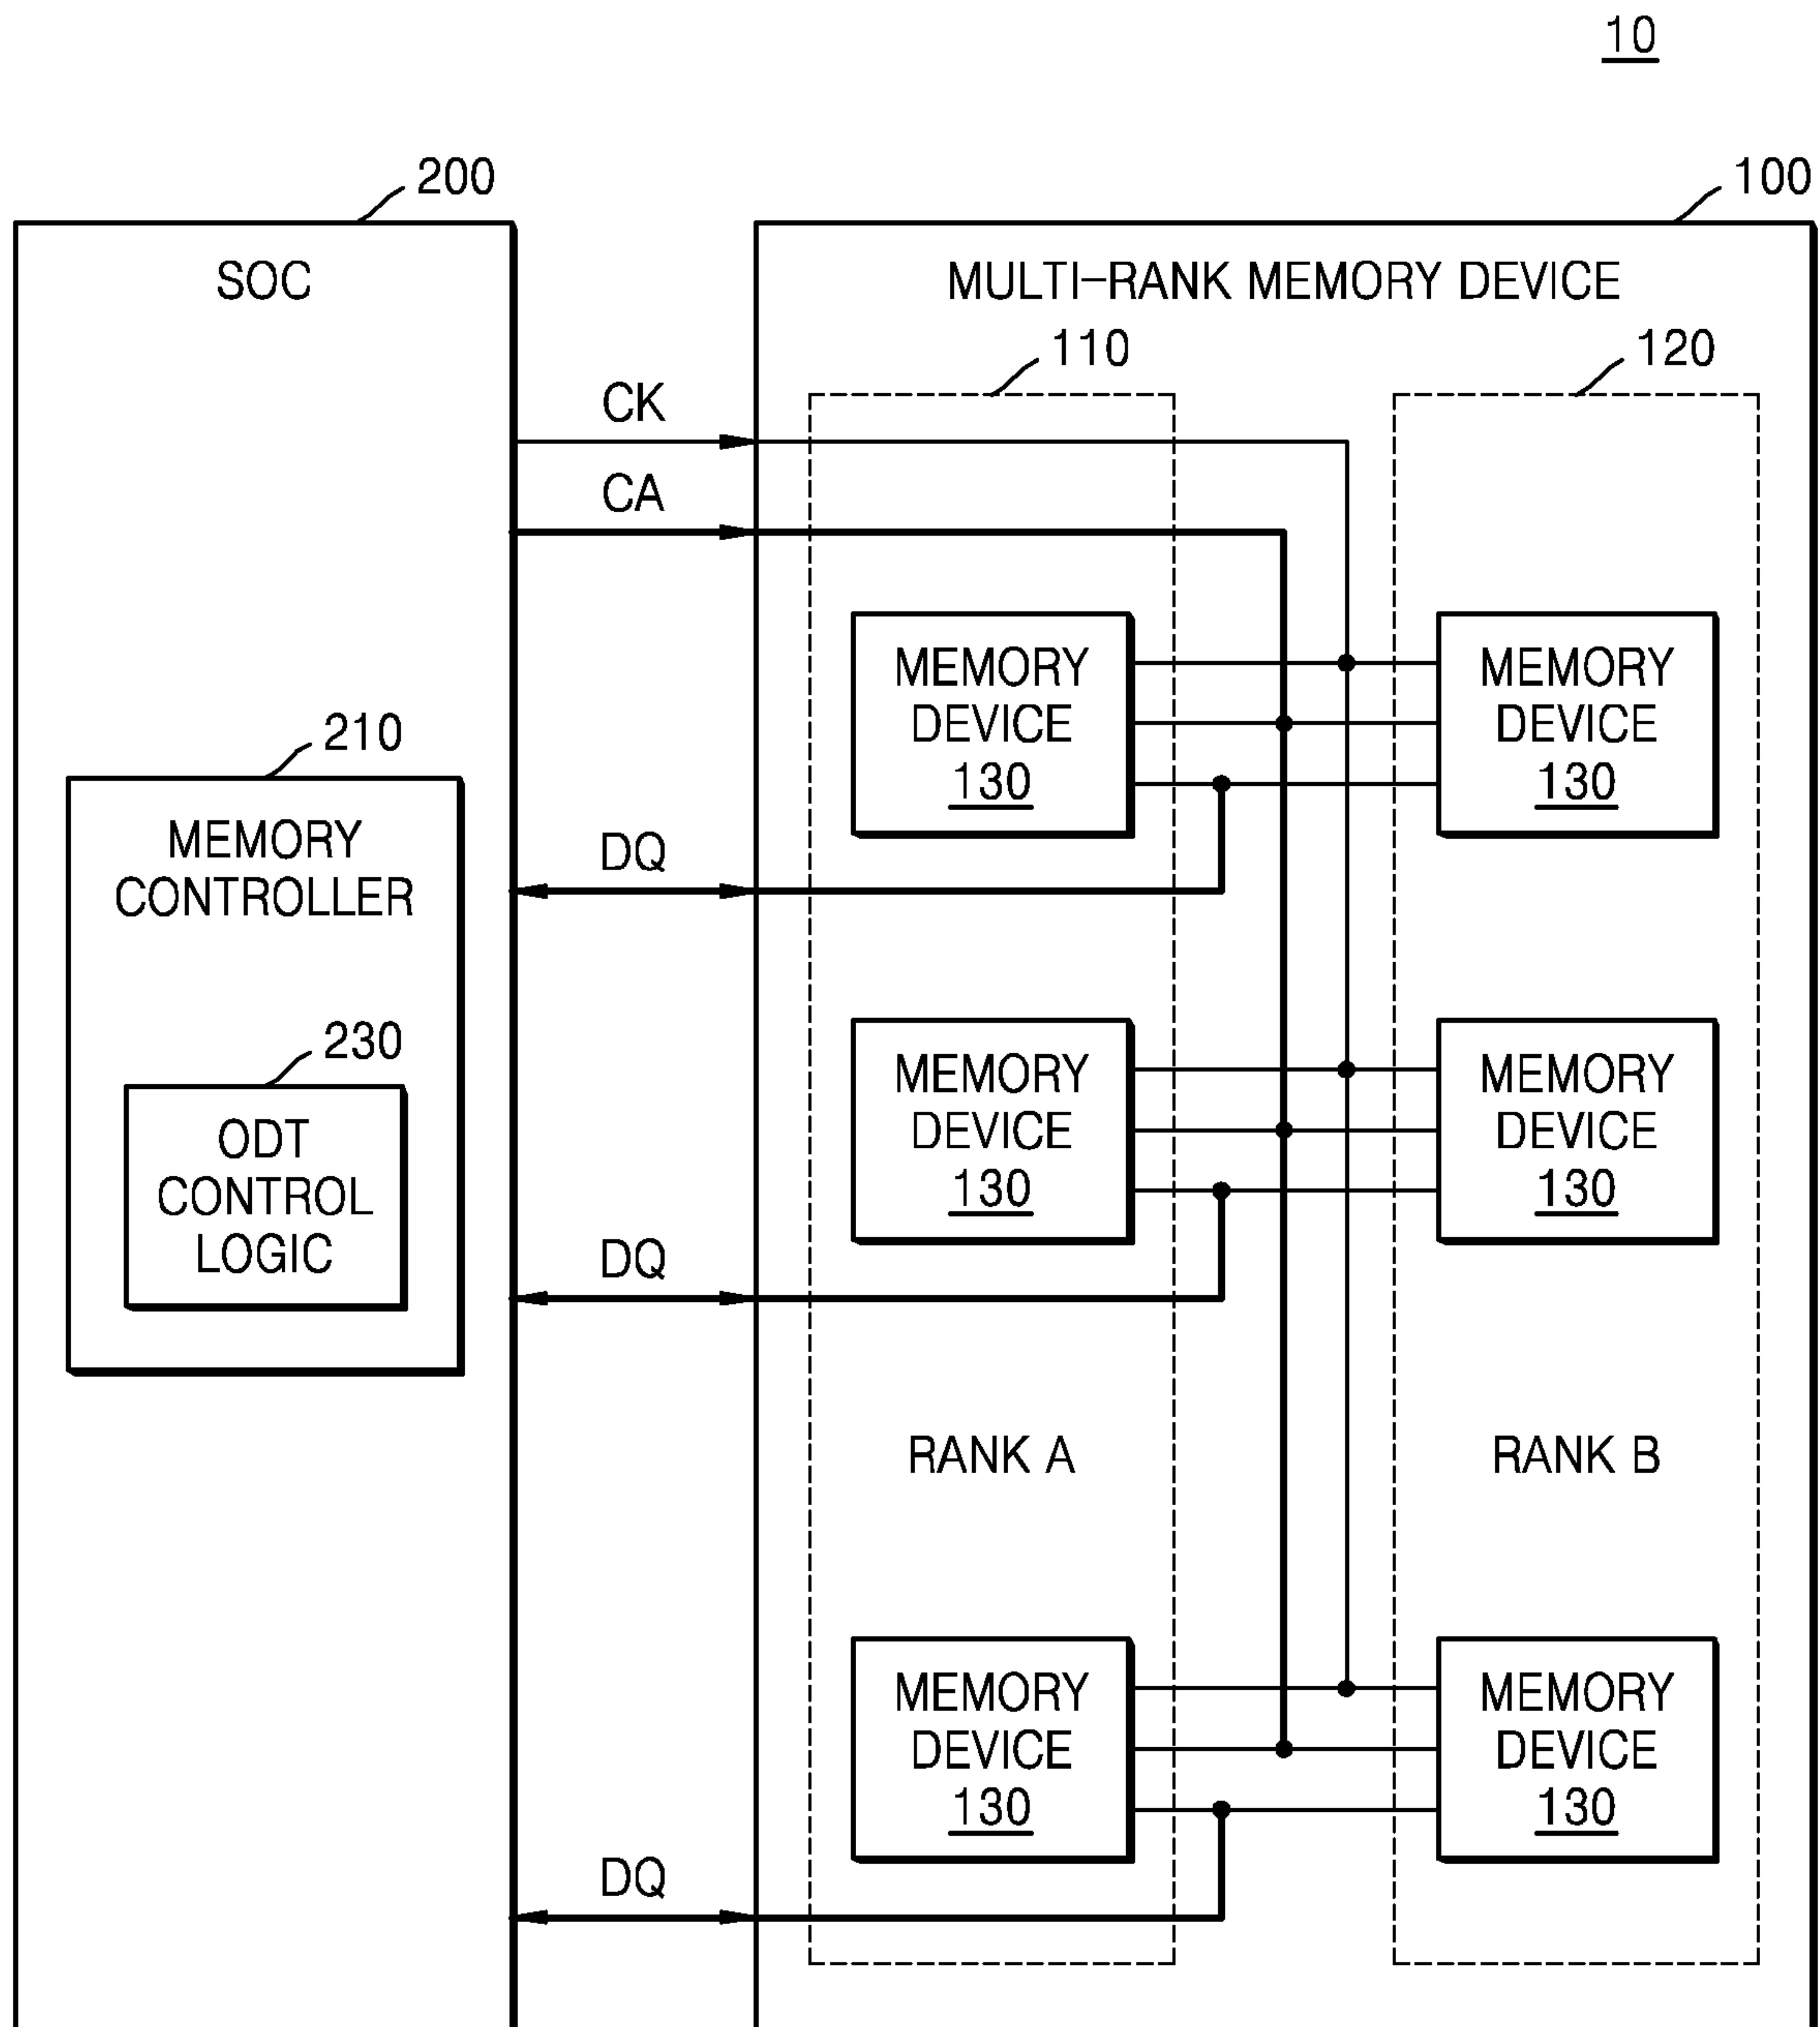 10
200
100
SOC
MULTI-RANK MEMORY DEVICE
110
120
CK
CA
MEMORY
DEVICE
130
MEMORY
DEVICE
130
210
MEMORY
CONTROLLER
DQ
230
ODT
CONTROL
LOGIC
MEMORY
DEVICE
130
MEMORY
DEVICE
130
DQ
RANK A
RANK B
MEMORY
DEVICE
130
MEMORY
DEVICE
130
DQ